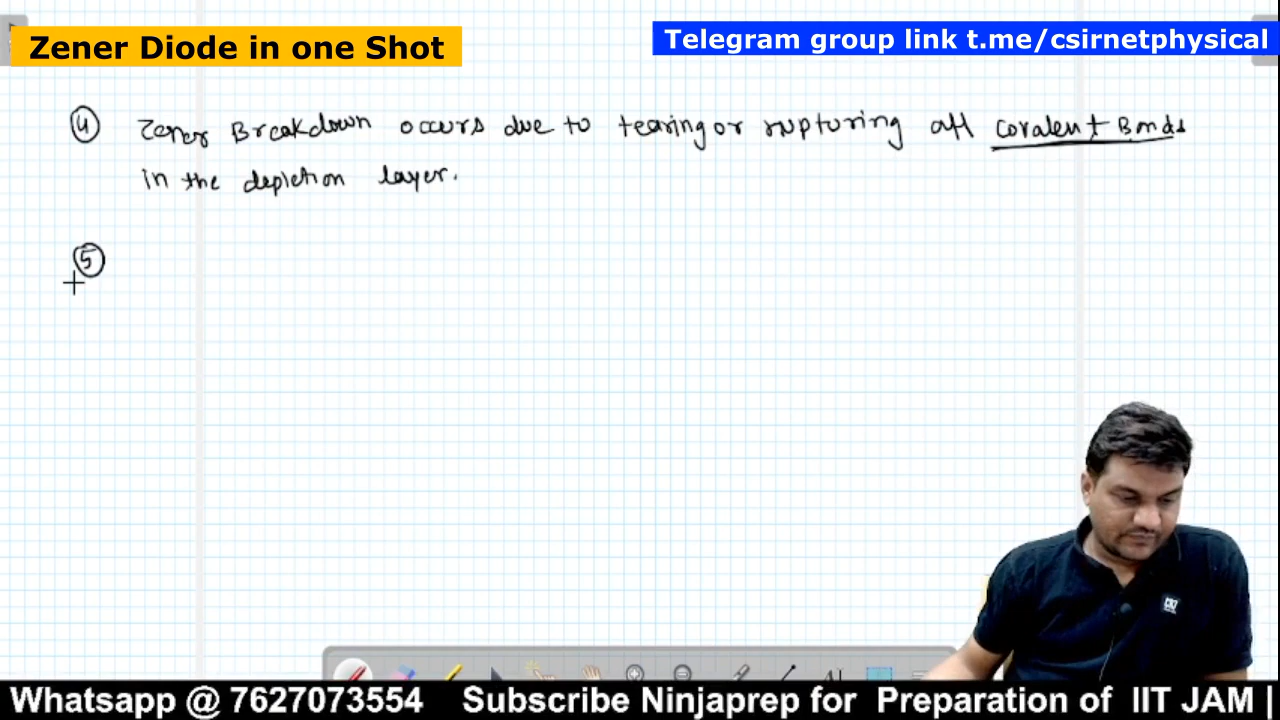 Zener Diode in one Shot
Telegram group link t.me/csirnetphysical
4 Zener Breakdown occurs due to tearing or rupturing off Covalent Bonds
in the depletion layer.
5
Whatsapp @ 7627073554 Subscribe Ninjaprep for Preparation of IIT JAM |